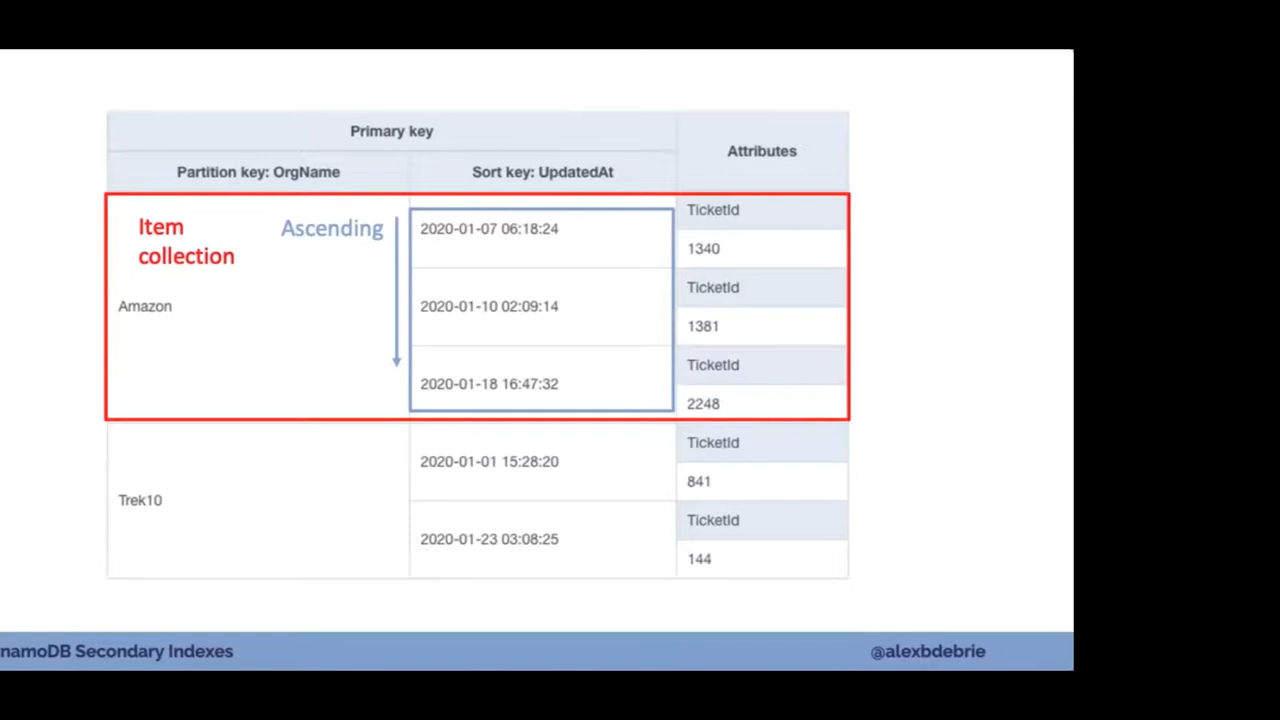 Primary key
Attributes
Partition key: OrgName
Sort key: UpdatedAt
Item
collection
Ascending
Amazon
2020-01-07 06:18:24
TicketId
1340
2020-01-10 02:09:14
TicketId
1381
2020-01-18 16:47:32
TicketId
2248
Trek10
2020-01-01 15:28:20
TicketId
841
2020-01-23 03:08:25
TicketId
144
namoDB Secondary Indexes
@alexbdebrie